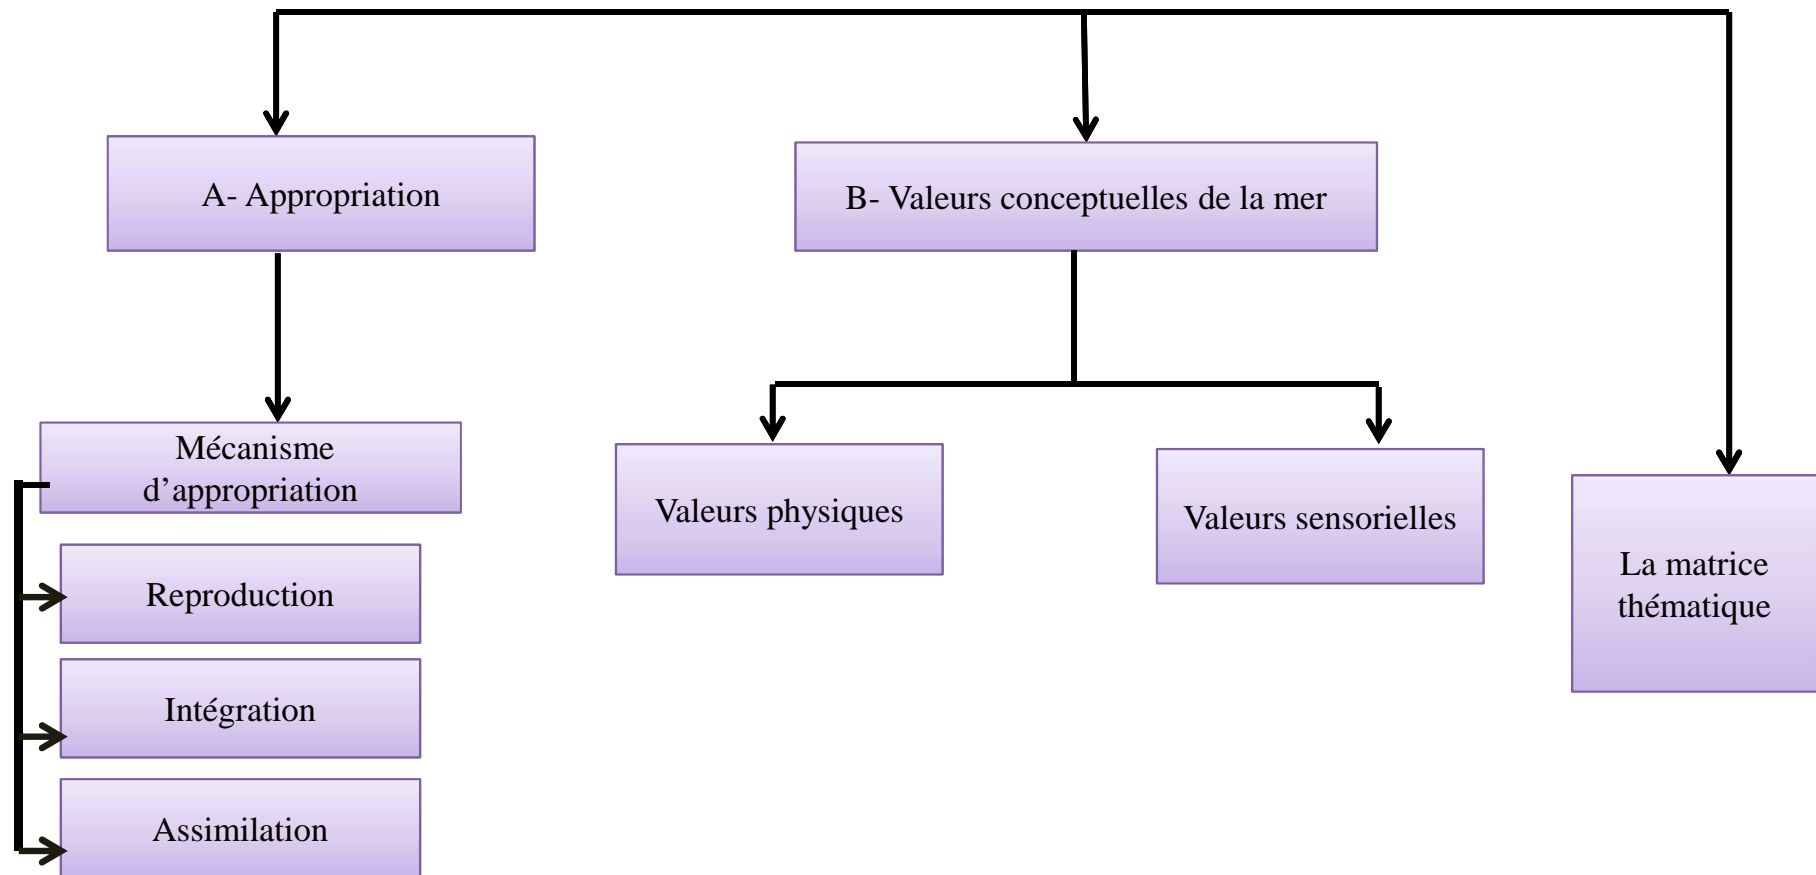 A- Appropriation
B- Valeurs conceptuelles de la mer
Mécanisme
d’appropriation
Valeurs physiques
Valeurs sensorielles
La matrice
thématique
Reproduction
Intégration
Assimilation